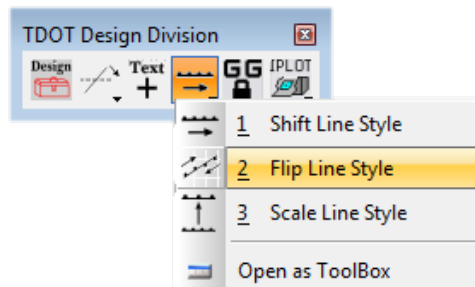 TDOT Design Division
Design Text + GG IPLOT
1 Shift Line Style
2 Flip Line Style
3 Scale Line Style
Open as ToolBox